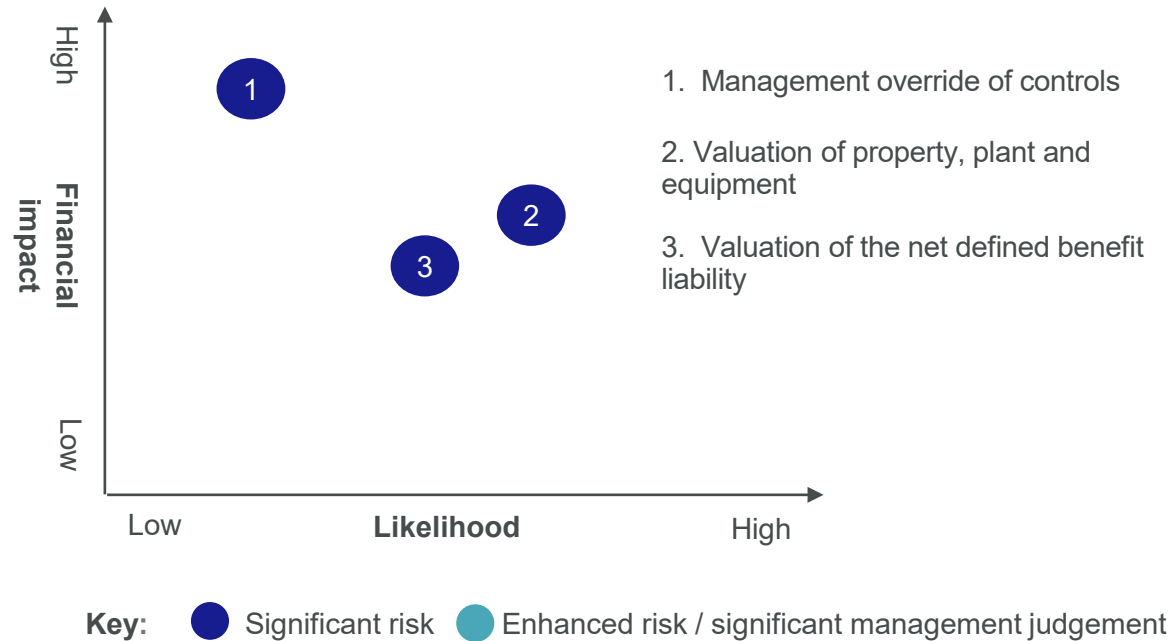 High
1
1.  Management override of controls
2. Valuation of property, plant and
equipment
Financial
impact
2
3.  Valuation of the net defined benefit
liability
3
Low
Low
Likelihood
High
Key:
Significant risk
Enhanced risk / significant management judgement